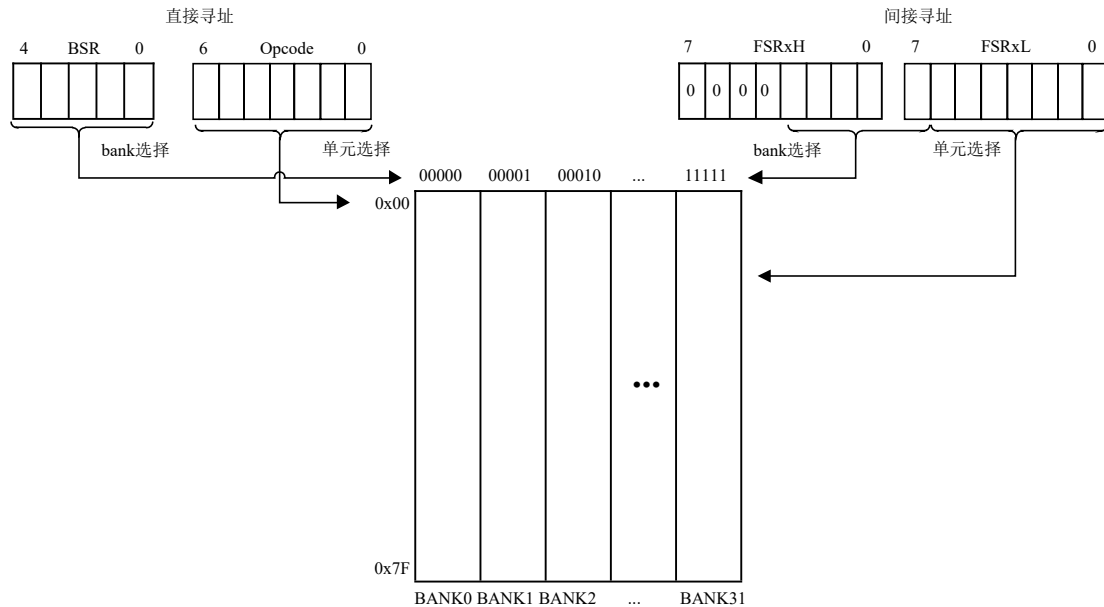 直接寻址 间接寻址
4 BSR 0 6 Opcode 0 7 FSRxH 0 7 FSRxL 0
0 0 0 0
bank选择 单元选择 bank选择 单元选择
00000 00001 00010 ... 11111
0x00
...
0x7F
BANK0 BANK1 BANK2 ... BANK31